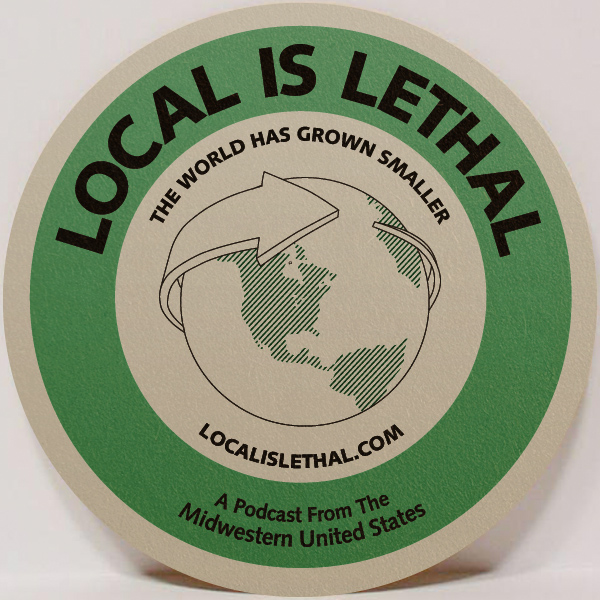 LOCAL IS LETHAL
THE WORLD HAS GROWN SMALLER
LOCALISLETHAL.COM
A Podcast From The
Midwestern United States